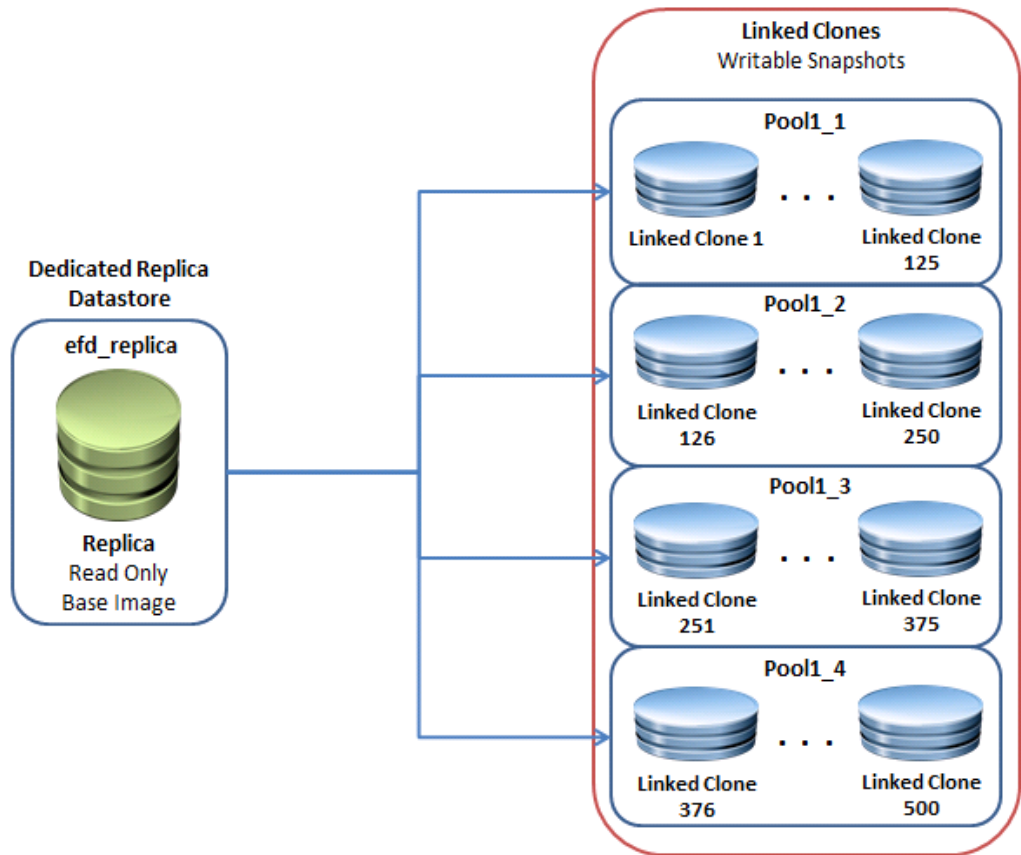 Linked Clones
Writable Snapshots
Pool1_1
. . .
Linked Clone 1
Linked Clone
125
Dedicated Replica
Datastore
efd_replica
Replica
Read Only
Base Image
Pool1_2
. . .
Linked Clone
126
Linked Clone
250
Pool1_3
. . .
Linked Clone
251
Linked Clone
375
Pool1_4
. . .
Linked Clone
376
Linked Clone
500